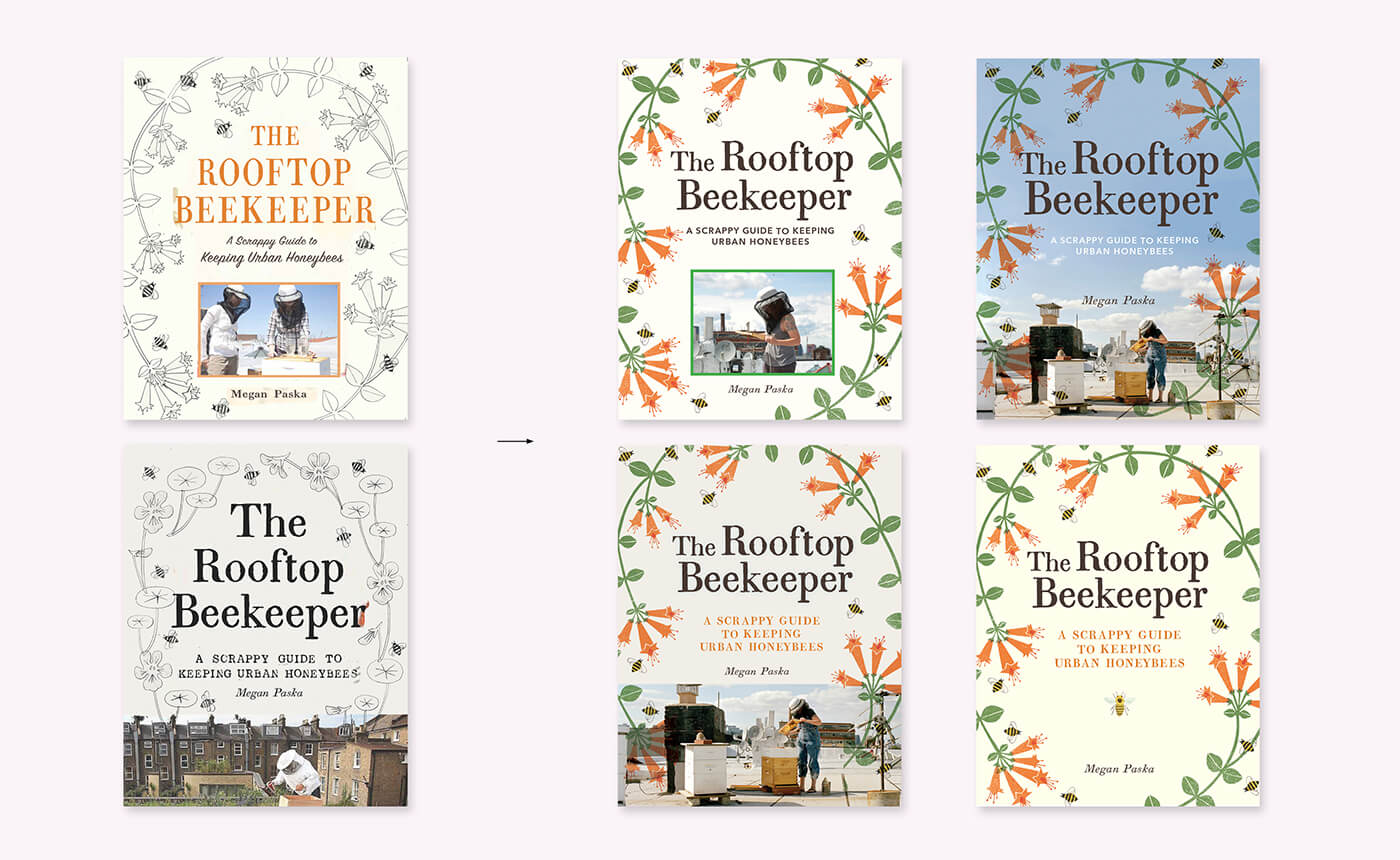 THE
ROOFTOP
BEEKEEPER
A Scrappy Guide to
Keeping Urban Honeybees
Megan Paska
The Rooftop
Beekeeper
A SCRAPPY GUIDE TO KEEPING
URBAN HONEYBEES
Megan Paska
The Rooftop
Beekeeper
A SCRAPPY GUIDE TO KEEPING
URBAN HONEYBEES
Megan Paska
The
Rooftop
Beekeeper
A SCRAPPY GUIDE TO
KEEPING URBAN HONEYBEES
Megan Paska
The Rooftop
Beekeeper
A SCRAPPY GUIDE
TO KEEPING
URBAN HONEYBEES
Megan Paska
The Rooftop
Beekeeper
A SCRAPPY GUIDE
TO KEEPING
URBAN HONEYBEES
Megan Paska